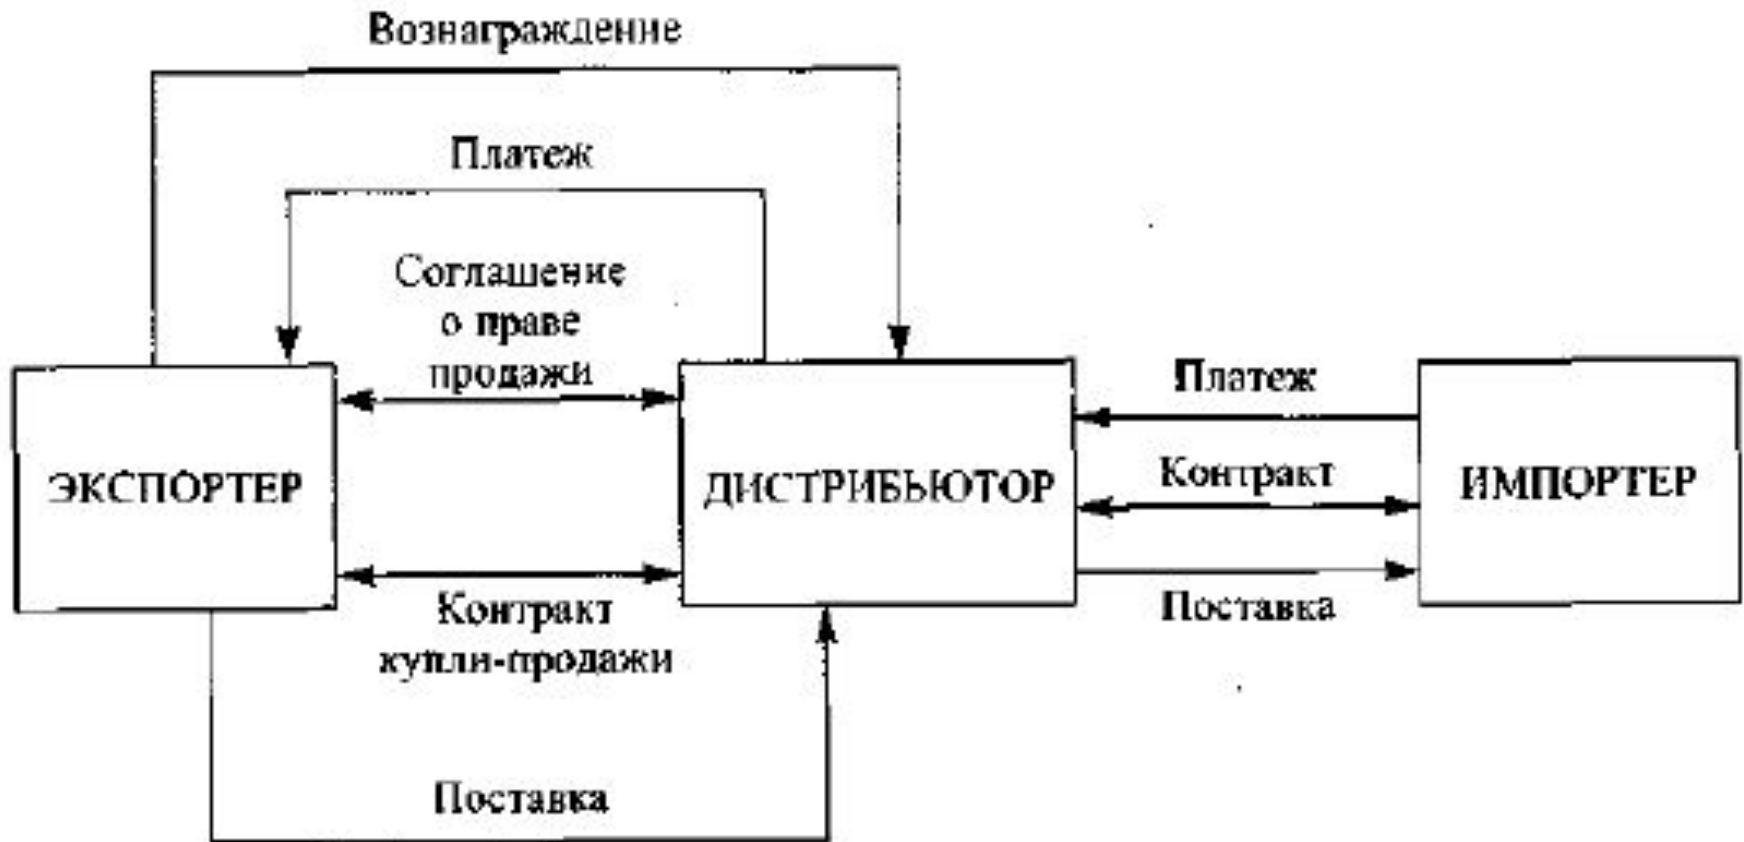 Вознаграждение
Платеж
Соглашение
о праве
продажи
Платеж
ЭКСПОРТЕР
ДИСТРИБЬЮТОР
Контракт
ИМПОРТЕР
Контракт
купли-продажи
Поставка
Поставка